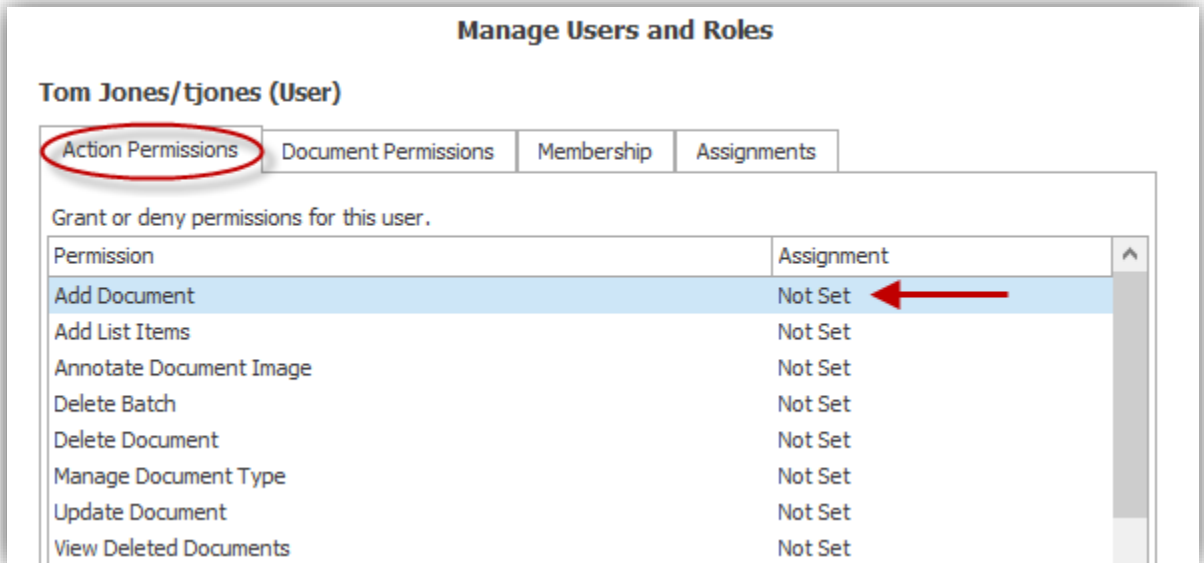 Manage Users and Roles
Tom Jones/tjones (User)
Action Permissions Document Permissions Membership Assignments
Grant or deny permissions for this user.
Permission Assignment
Add Document Not Set
Add List Items Not Set
Annotate Document Image Not Set
Delete Batch Not Set
Delete Document Not Set
Manage Document Type Not Set
Update Document Not Set
View Deleted Documents Not Set